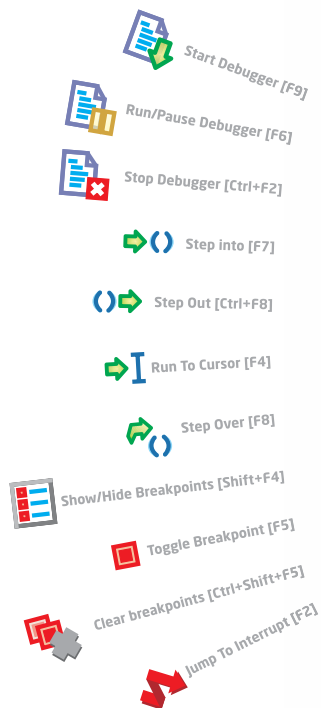 Start Debugger [F9]
Run/Pause Debugger [F6]
Stop Debugger [Ctrl+F2]
Step into [F7]
Step Out [Ctrl+F8]
Run To Cursor [F4]
Step Over [F8]
Show/Hide Breakpoints [Shift+F4]
Toggle Breakpoint [F5]
Clear breakpoints [Ctrl+Shift+F5]
Jump To Interrupt [F2]